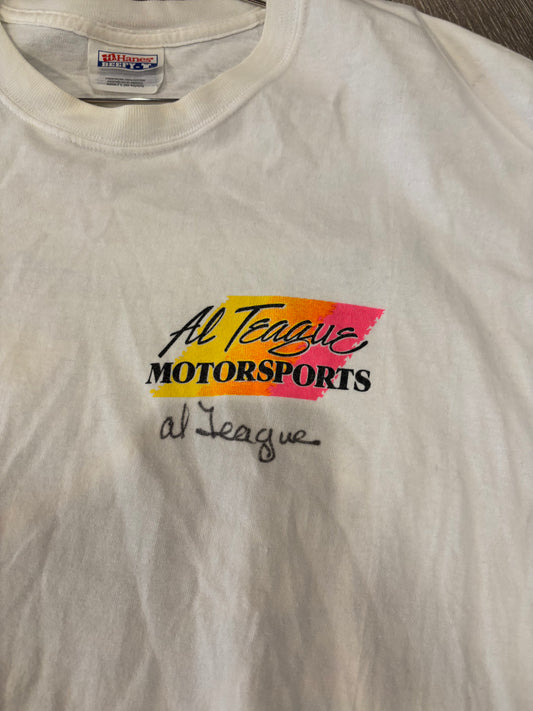 Hanes
BEEFY-T
Al Teague
MOTORSPORTS
al Teague